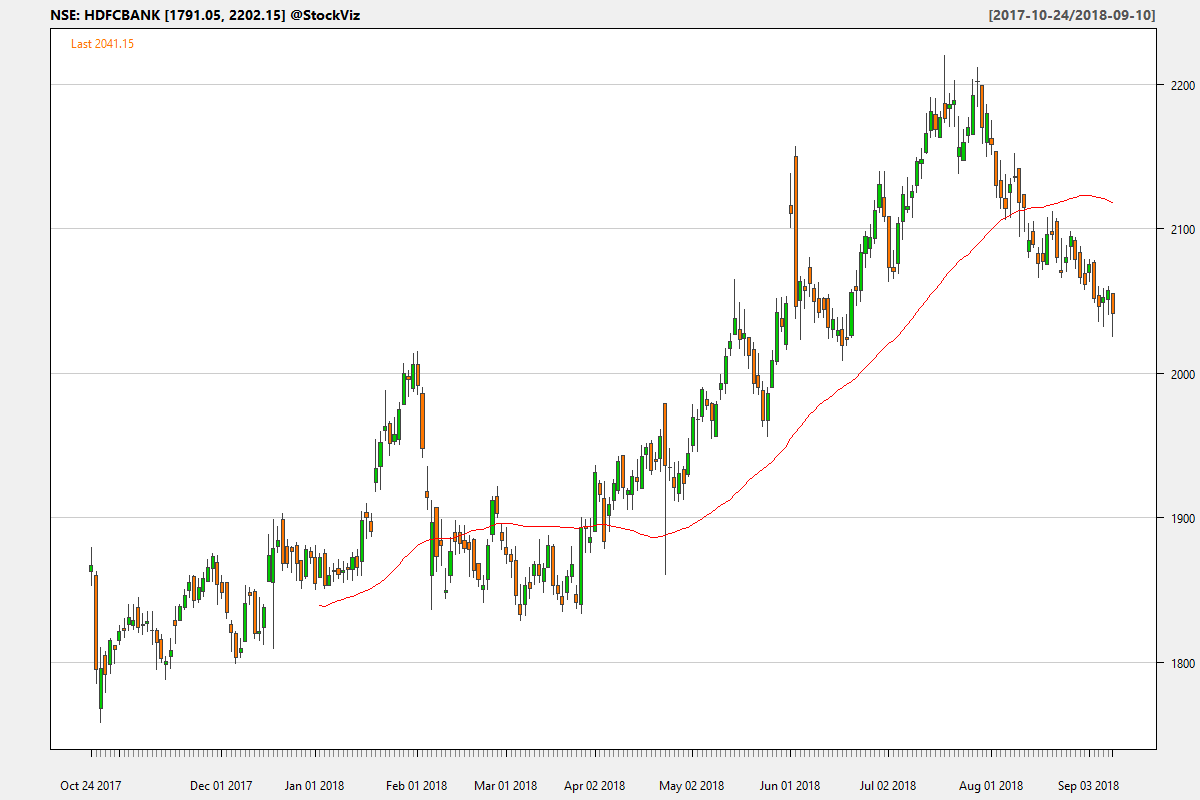 NSE: HDFCBANK [1791.05, 2202.15] @StockViz
[2017-10-24/2018-09-10]
Last 2041.15
2200
2100
2000
1900
1800
Oct 24 2017 Dec 01 2017 Jan 01 2018 Feb 01 2018 Mar 01 2018 Apr 02 2018 May 02 2018 Jun 01 2018 Jul 02 2018 Aug 01 2018 Sep 03 2018